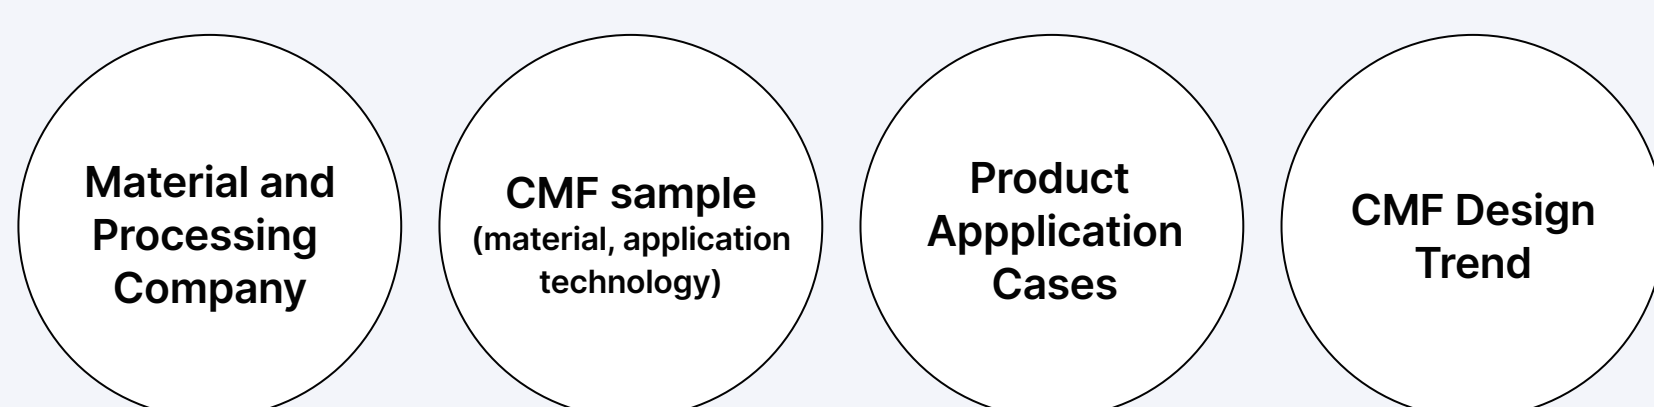 Material and
Processing
Company
CMF sample
(material, application
technology)
Product
Appplication
Cases
CMF Design
Trend